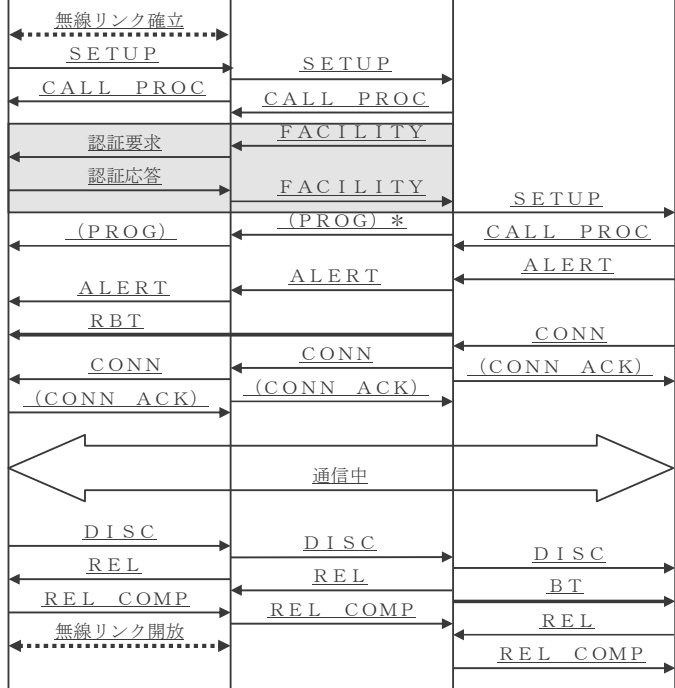 無線リンク確立
ＳＥＴＵＰ
ＳＥＴＵＰ
ＣＡＬＬ　ＰＲＯＣ
ＣＡＬＬ　ＰＲＯＣ
ＦＡＣＩＬＩＴＹ
認証要求
認証応答
ＦＡＣＩＬＩＴＹ
ＳＥＴＵＰ
（ＰＲＯＧ）＊
（ＰＲＯＧ）
ＣＡＬＬ　ＰＲＯＣ
ＡＬＥＲＴ
ＡＬＥＲＴ
ＡＬＥＲＴ
ＲＢＴ
ＣＯＮＮ
ＣＯＮＮ
ＣＯＮＮ
（ＣＯＮＮ　ＡＣＫ）
（ＣＯＮＮ　ＡＣＫ）
（ＣＯＮＮ　ＡＣＫ）
通信中
ＤＩＳＣ
ＤＩＳＣ
ＤＩＳＣ
ＲＥＬ
ＲＥＬ
ＢＴ
ＲＥＬ　ＣＯＭＰ
ＲＥＬ　ＣＯＭＰ
ＲＥＬ
無線リンク開放
ＲＥＬ　ＣＯＭＰ